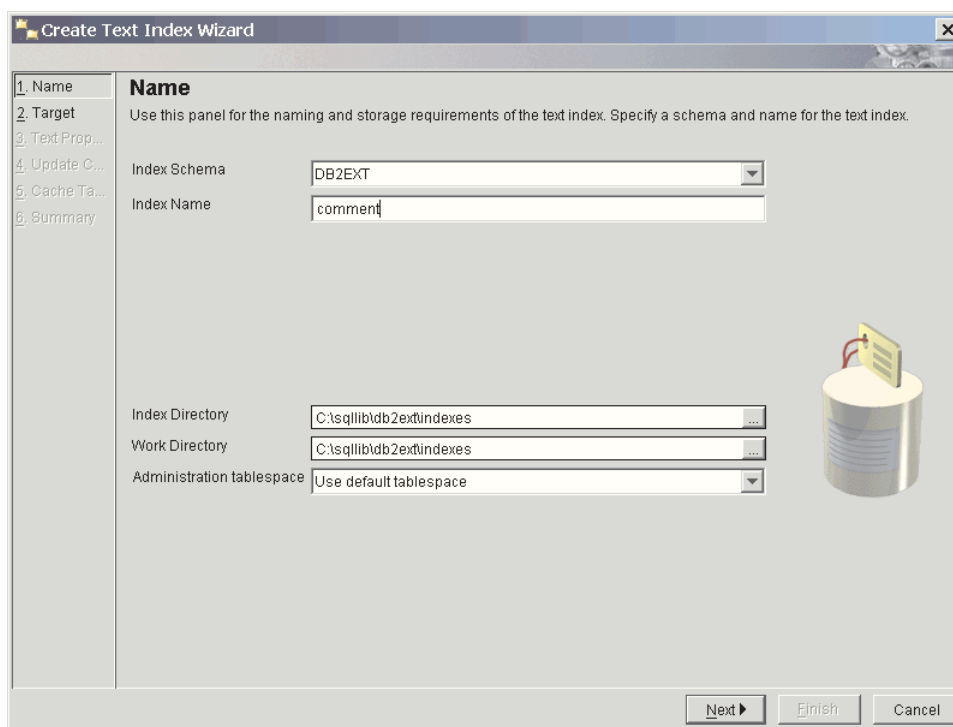 Create Text Index Wizard
1. Name
2. Target
3. Text Prop...
4. Update C...
5. Cache Ta...
6. Summary
Name
Use this panel for the naming and storage requirements of the text index. Specify a schema and name for the text index.
Index Schema DB2EXT
Index Name comment
Index Directory C:\sqllib\db2ext\indexes ...
Work Directory C:\sqllib\db2ext\indexes ...
Administration tablespace Use default tablespace
Next Finish Cancel